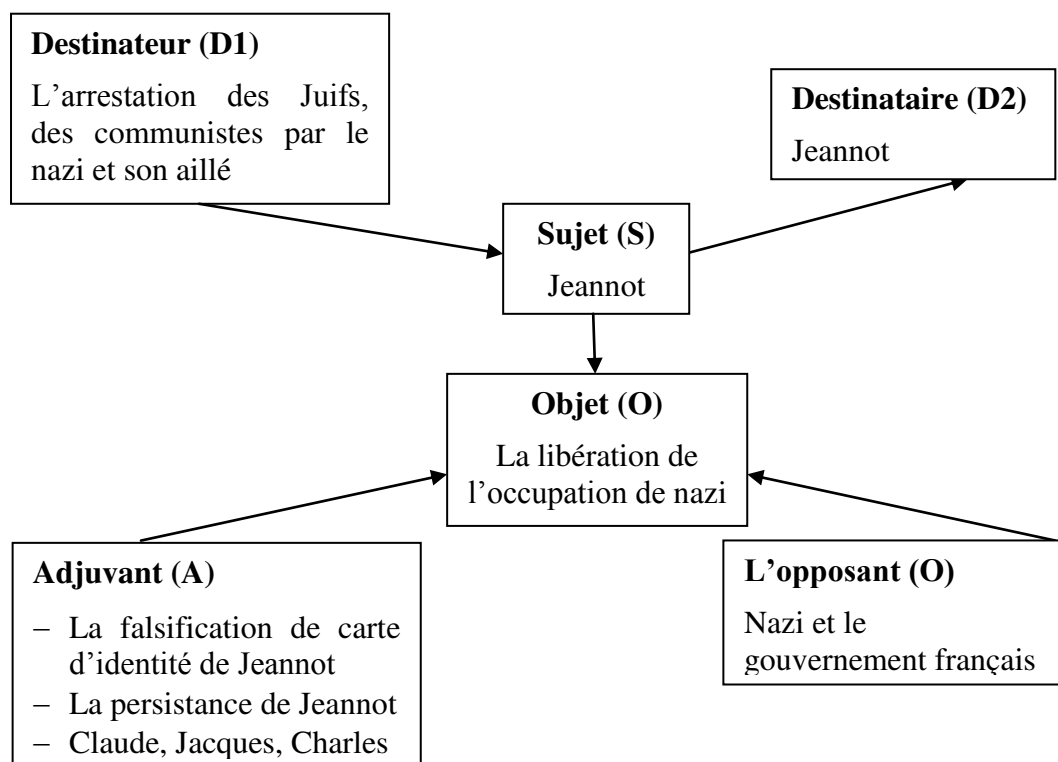 Destinateur (D1)
L'arrestation des Juifs,
des communistes par le
nazi et son aillé
Destinataire (D2)
Jeannot
Sujet (S)
Jeannot
Objet (O)
La libération de
l'occupation de nazi
Adjuvant (A)
− La falsification de carte
d'identité de Jeannot
− La persistance de Jeannot
− Claude, Jacques, Charles
L'opposant (O)
Nazi et le
gouvernement français